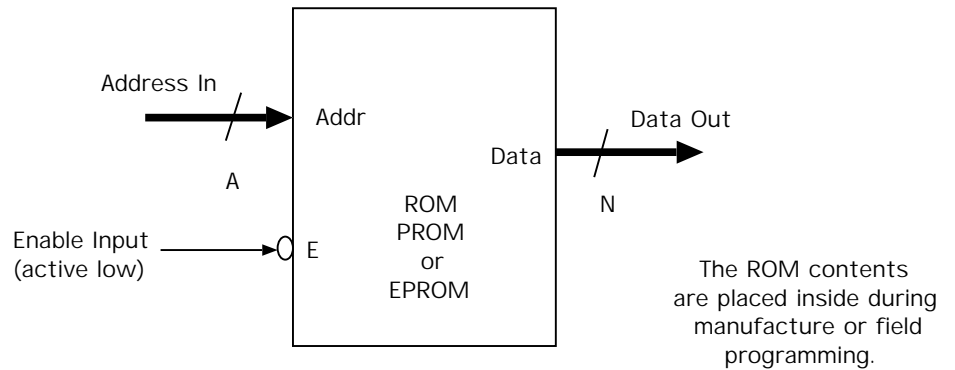 Address In
Addr
A
Data Out
Data
N
ROM
PROM
or
EPROM
Enable Input
(active low)
E
The ROM contents
are placed inside during
manufacture or field
programming.